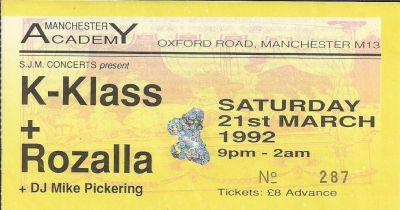 MANCHESTER
ACADEMY
OXFORD ROAD, MANCHESTER M13
S.J.M. CONCERTS present
K-Klass
+
Rozalla
+ DJ Mike Pickering
SATURDAY
21st MARCH
1992
9pm - 2am
Nº 287
Tickets: £8 Advance